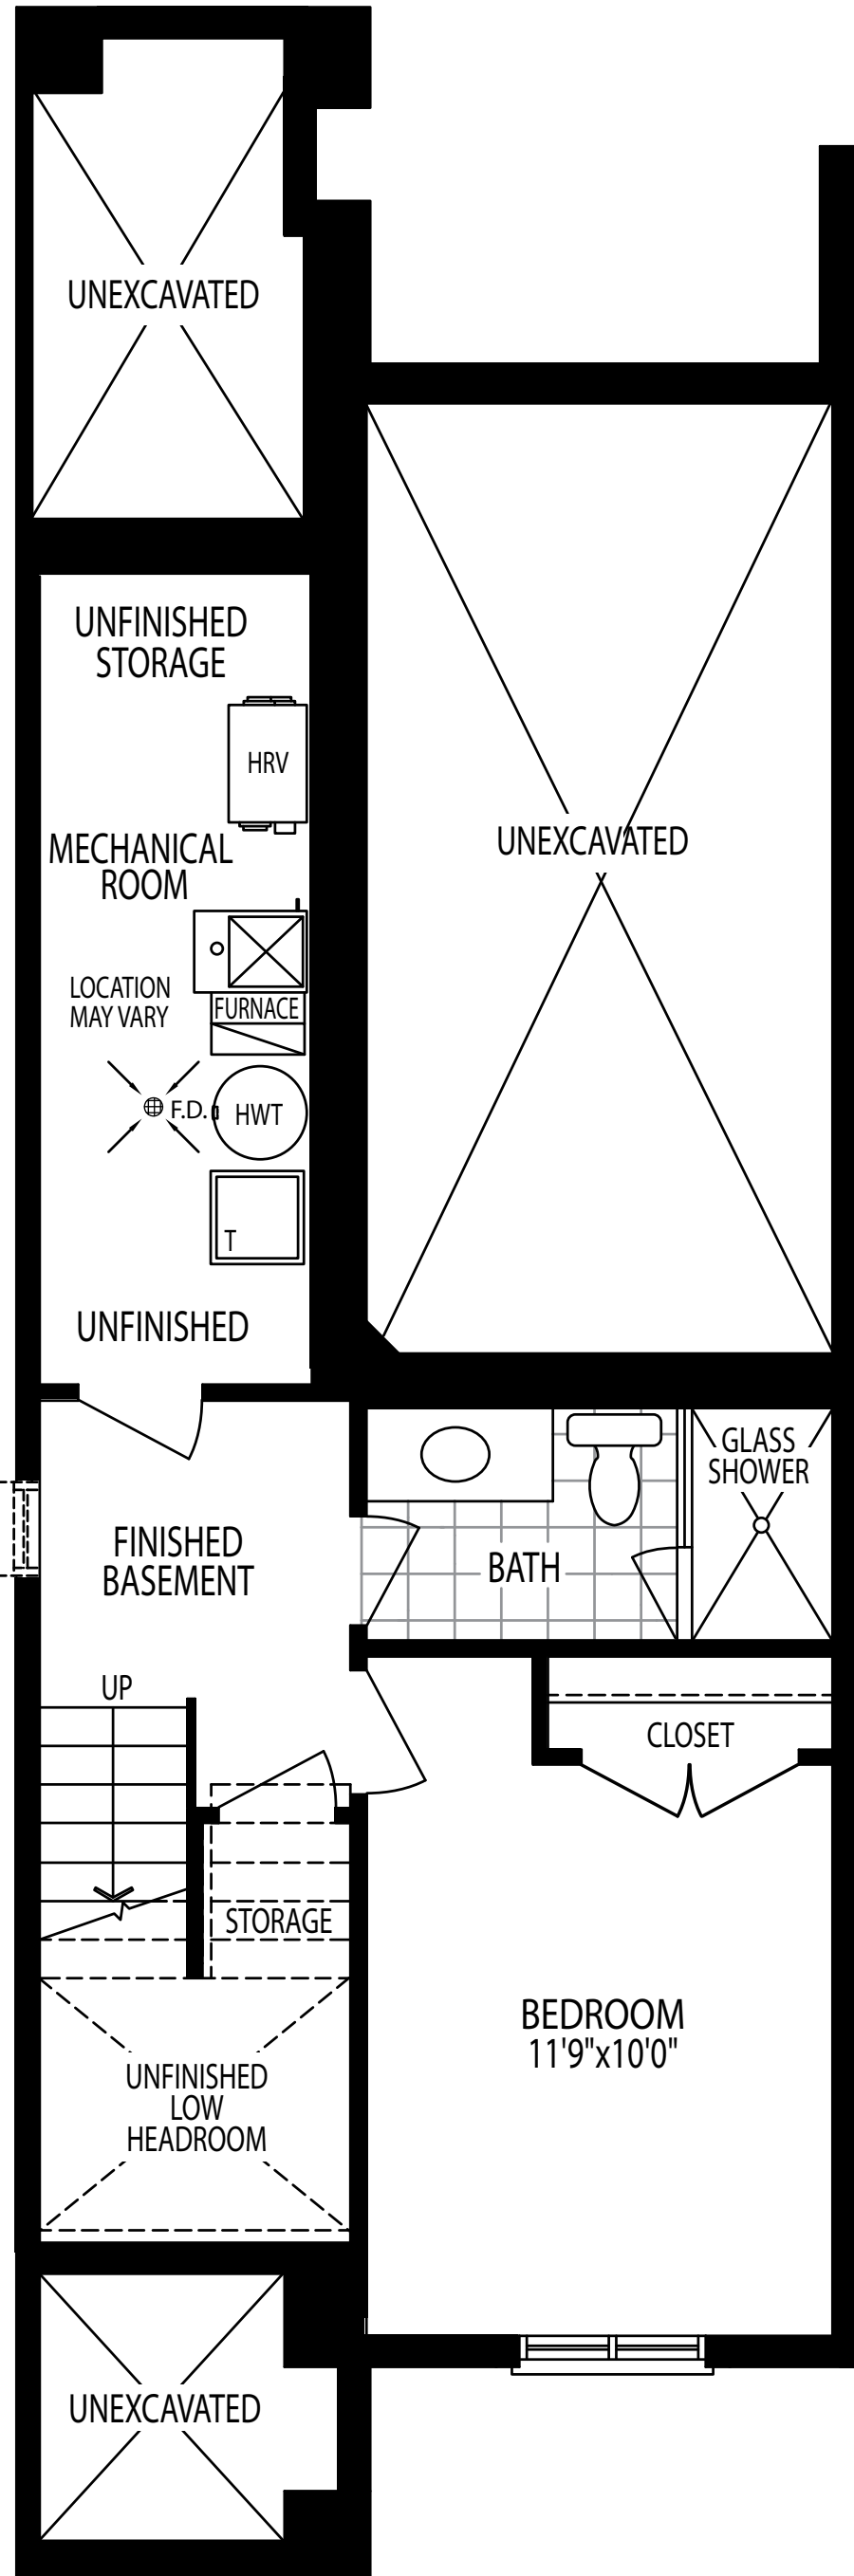 UNEXCAVATED
UNFINISHED
STORAGE
HRV
UNEXCAVATED
MECHANICAL
ROOM
LOCATION
MAY VARY
FURNACE
F.D.
HWT
T
UNFINISHED
GLASS
SHOWER
FINISHED
BASEMENT
BATH
UP
CLOSET
STORAGE
BEDROOM
11'9"x10'0"
UNFINISHED
LOW
HEADROOM
UNEXCAVATED